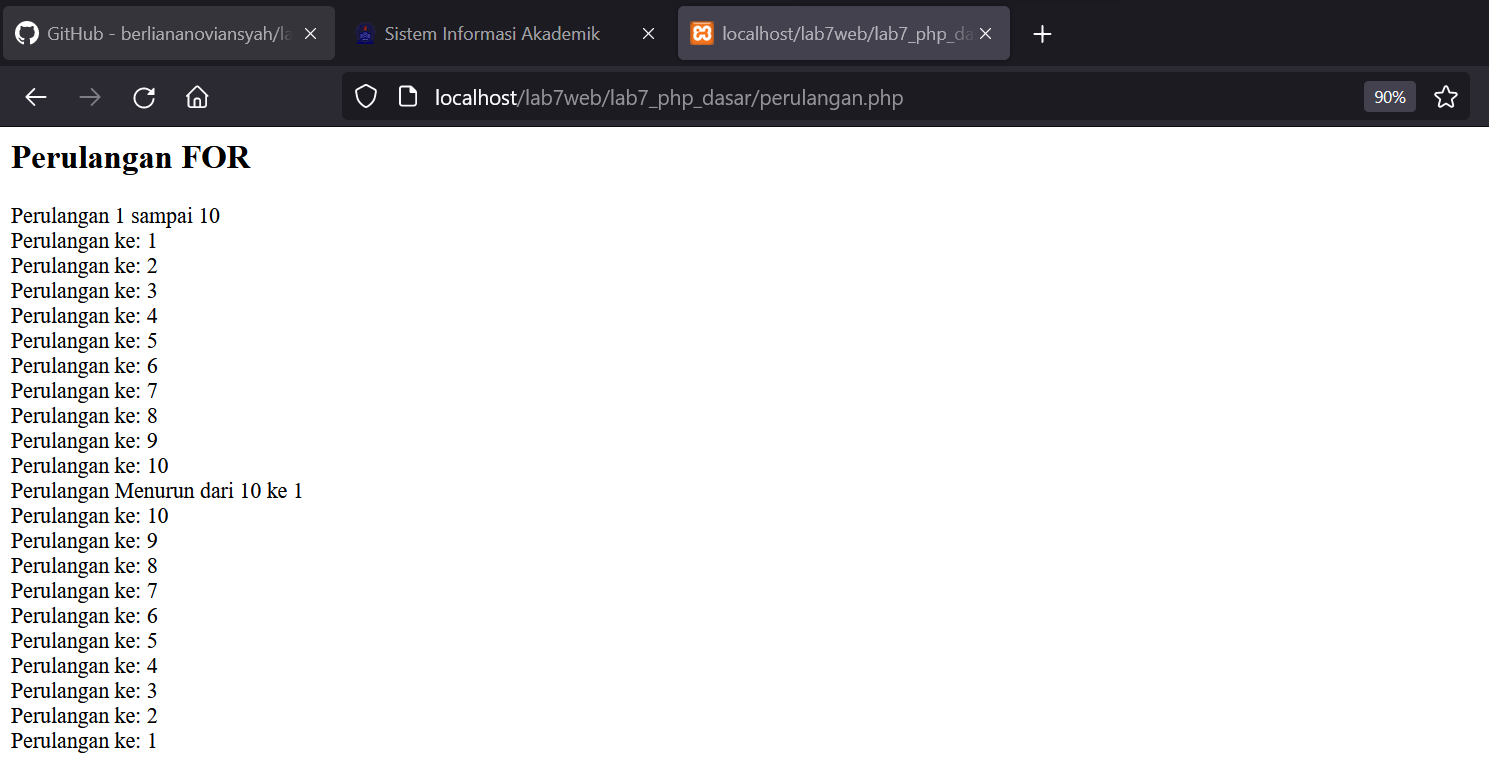 GitHub - berliananoviansyah/la
Sistem Informasi Akademik
localhost/lab7web/lab7_php_da
localhost/lab7web/lab7_php_dasar/perulangan.php
90%
Perulangan FOR
Perulangan 1 sampai 10
Perulangan ke: 1
Perulangan ke: 2
Perulangan ke: 3
Perulangan ke: 4
Perulangan ke: 5
Perulangan ke: 6
Perulangan ke: 7
Perulangan ke: 8
Perulangan ke: 9
Perulangan ke: 10
Perulangan Menurun dari 10 ke 1
Perulangan ke: 10
Perulangan ke: 9
Perulangan ke: 8
Perulangan ke: 7
Perulangan ke: 6
Perulangan ke: 5
Perulangan ke: 4
Perulangan ke: 3
Perulangan ke: 2
Perulangan ke: 1